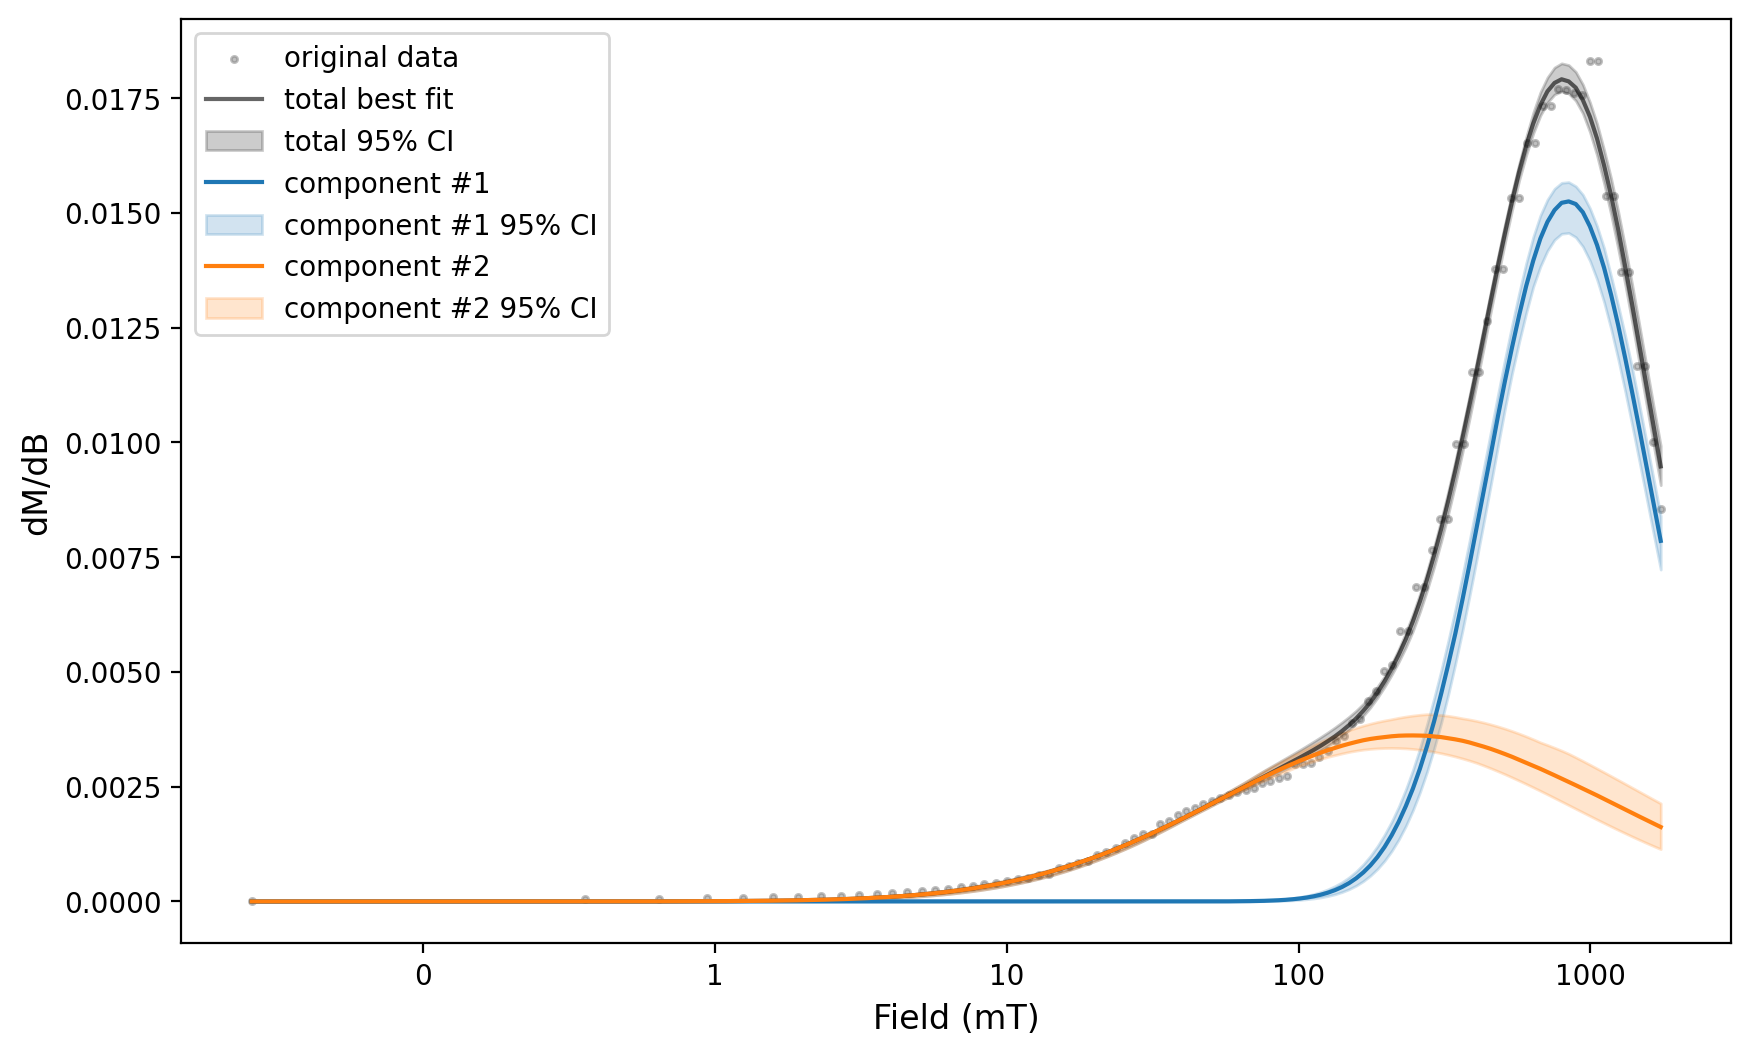 original data
total best fit
total 95% CI
component #1
component #1 95% CI
component #2
component #2 95% CI
dM/dB
0.0175
0.0150
0.0125
0.0100
0.0075
0.0050
0.0025
0.0000
0 1 10 100 1000
Field (mT)